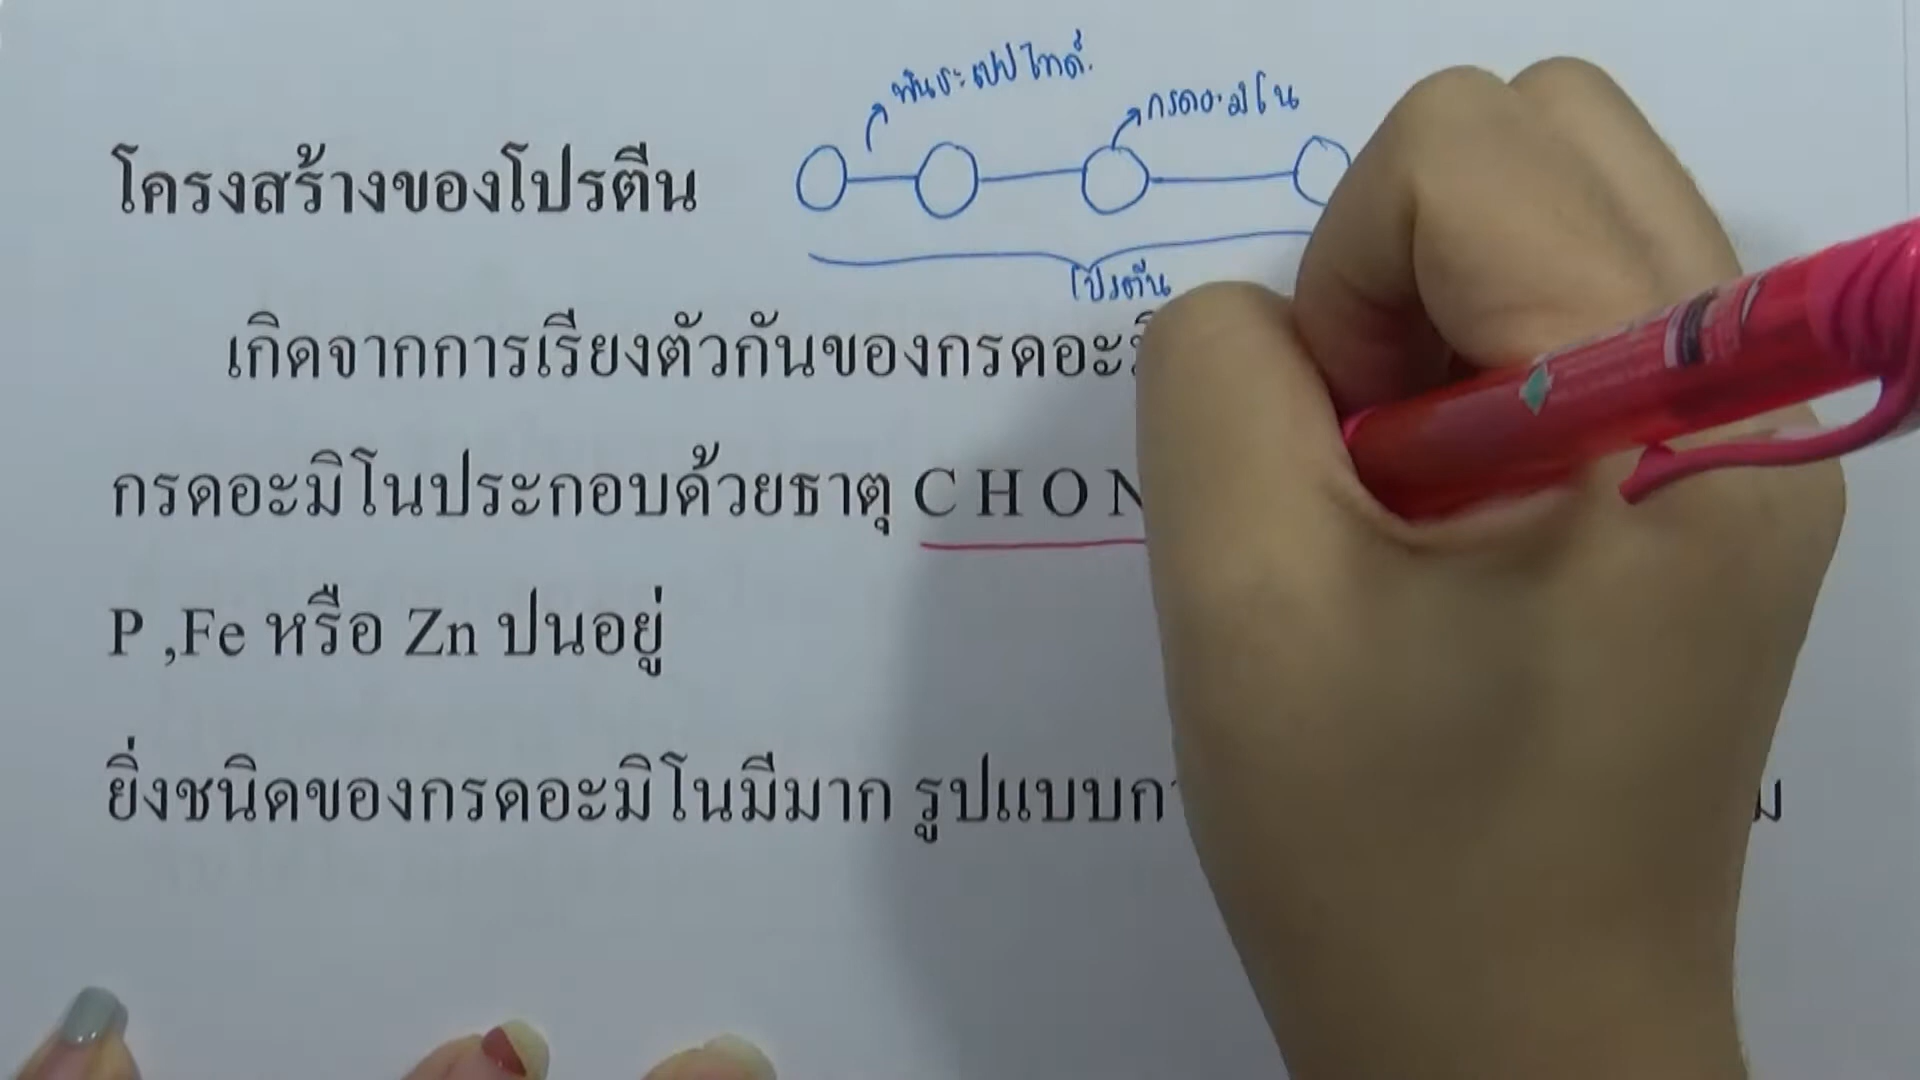 พันธะเปปไทด์.
กรดอะมิโน
โครงสร้างของโปรตีน
โปรตีน
เกิดจากการเรียงตัวกันของกรดอะมิ
กรดอะมิโนประกอบด้วยธาตุ C H O N
P ,Fe หรือ Zn ปนอยู่
ยิ่งชนิดของกรดอะมิโนมีมาก รูปแบบกา